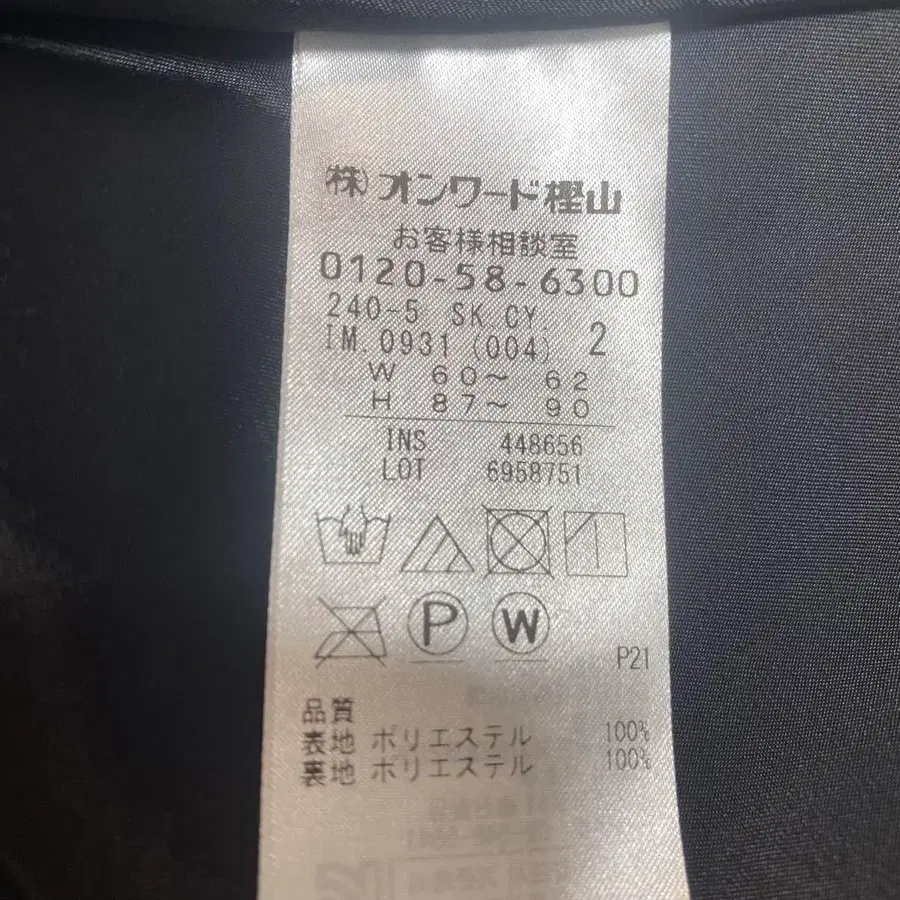 (株)オンワード樫山
お客様相談室
0120-58-6300
240-5 SK.CY.
IM.0931 (004) 2
W 60～ 62
H 87～ 90
INS 448656
LOT 6958751
P
W
P21
品質
表地 ポリエステル 100%
裏地 ポリエステル 100%